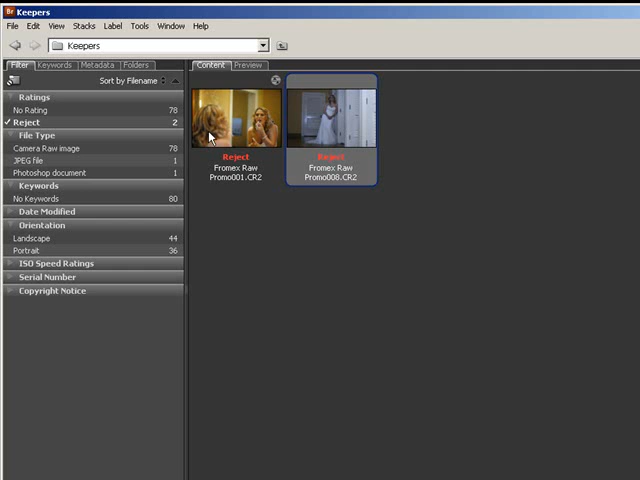 Br Keepers
File Edit View Stacks Label Tools Window Help
Keepers
Filter Keywords Metadata Folders
Content Preview
Sort by Filename
Ratings
No Rating 78
Reject 2
File Type
Camera Raw image 78
JPEG file 1
Photoshop document 1
Keywords
No Keywords 80
Date Modified
Orientation
Landscape 44
Portrait 36
ISO Speed Ratings
Serial Number
Copyright Notice
Reject
Fromex Raw
Promo001.CR2
Reject
Fromex Raw
Promo008.CR2